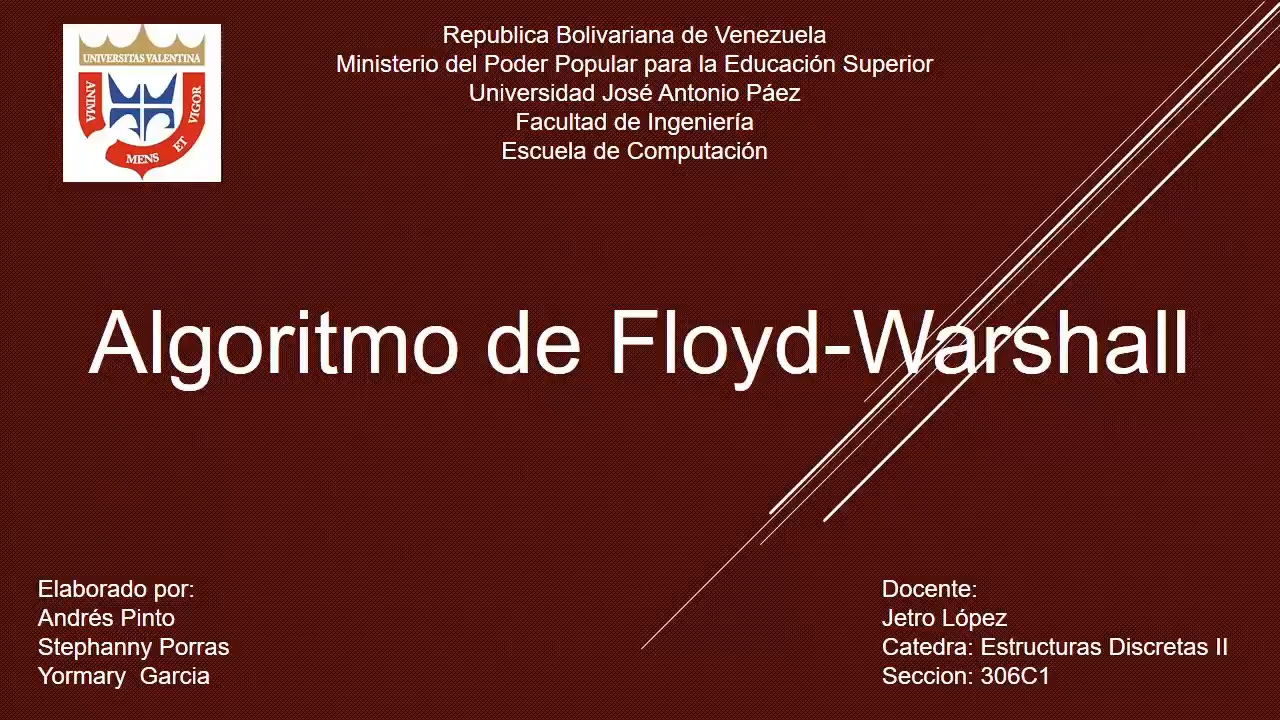 UNIVERSITAS VALENTINA
ANIMA
MENS
ET
VIGOR
Republica Bolivariana de Venezuela
Ministerio del Poder Popular para la Educación Superior
Universidad José Antonio Páez
Facultad de Ingeniería
Escuela de Computación
Algoritmo de Floyd-Warshall
Elaborado por:
Andrés Pinto
Stephanny Porras
Yormary Garcia
Docente:
Jetro López
Catedra: Estructuras Discretas II
Seccion: 306C1